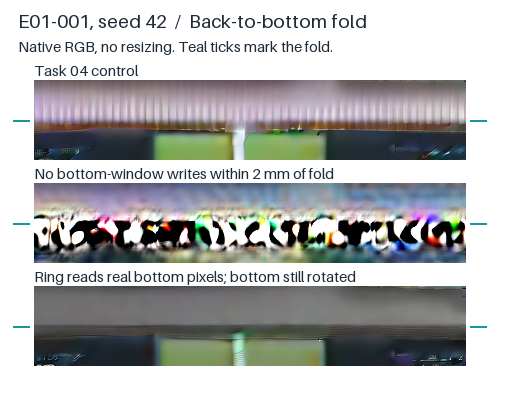 E01-001, seed 42 / Back-to-bottom fold
Native RGB, no resizing. Teal ticks mark the fold.
Task 04 control
No bottom-window writes within 2 mm of fold
Ring reads real bottom pixels; bottom still rotated